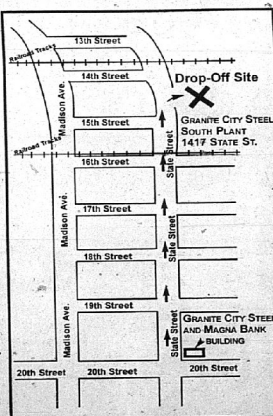 13th Street
Railroad Tracks
14th Street
Drop-Off Site
Madison Ave.
GRANITE CITY STEEL
SOUTH PLANT
1417 STATE ST.
15th Street
State Street
Railroad Tracks
16th Street
Madison Ave.
State Street
17th Street
18th Street
19th Street
Madison Ave.
State Street
GRANITE CITY STEEL
AND MAGNA BANK
BUILDING
20th Street
20th Street
20th Street